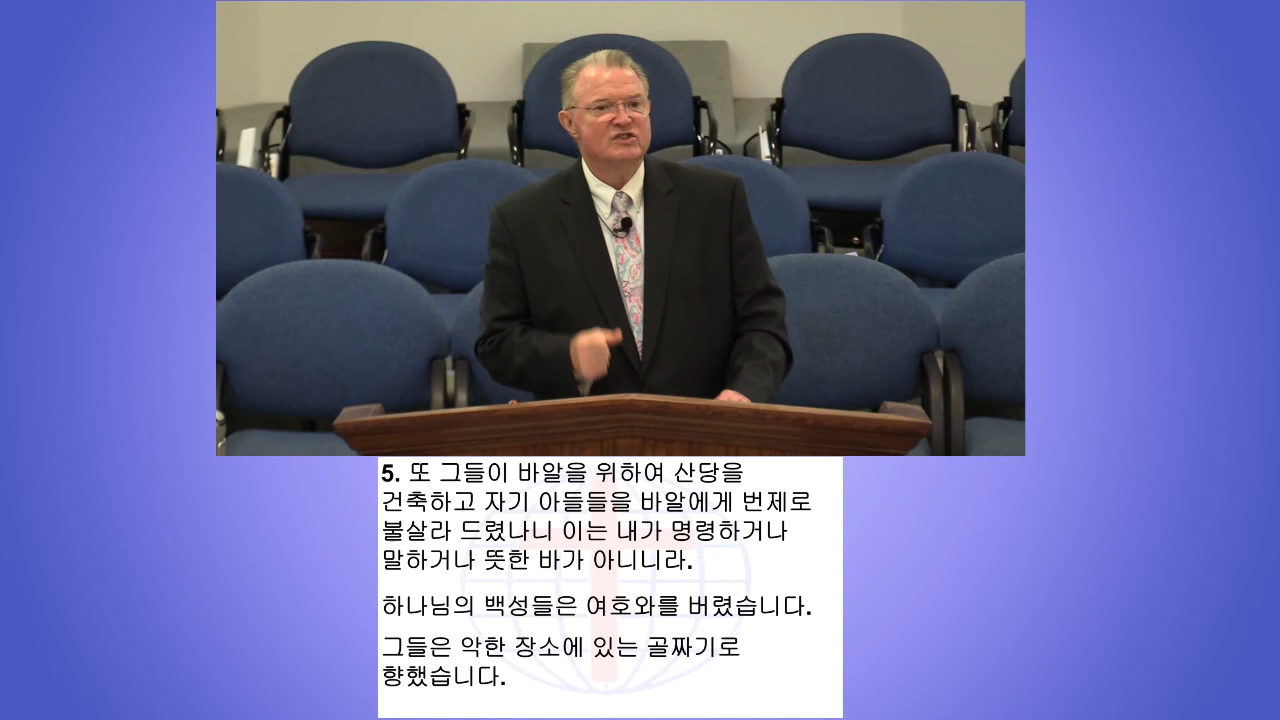 5. 또 그들이 바알을 위하여 산당을
건축하고 자기 아들들을 바알에게 번제로
불살라 드렸나니 이는 내가 명령하거나
말하거나 뜻한 바가 아니니라.
하나님의 백성들은 여호와를 버렸습니다.
그들은 악한 장소에 있는 골짜기로
향했습니다.